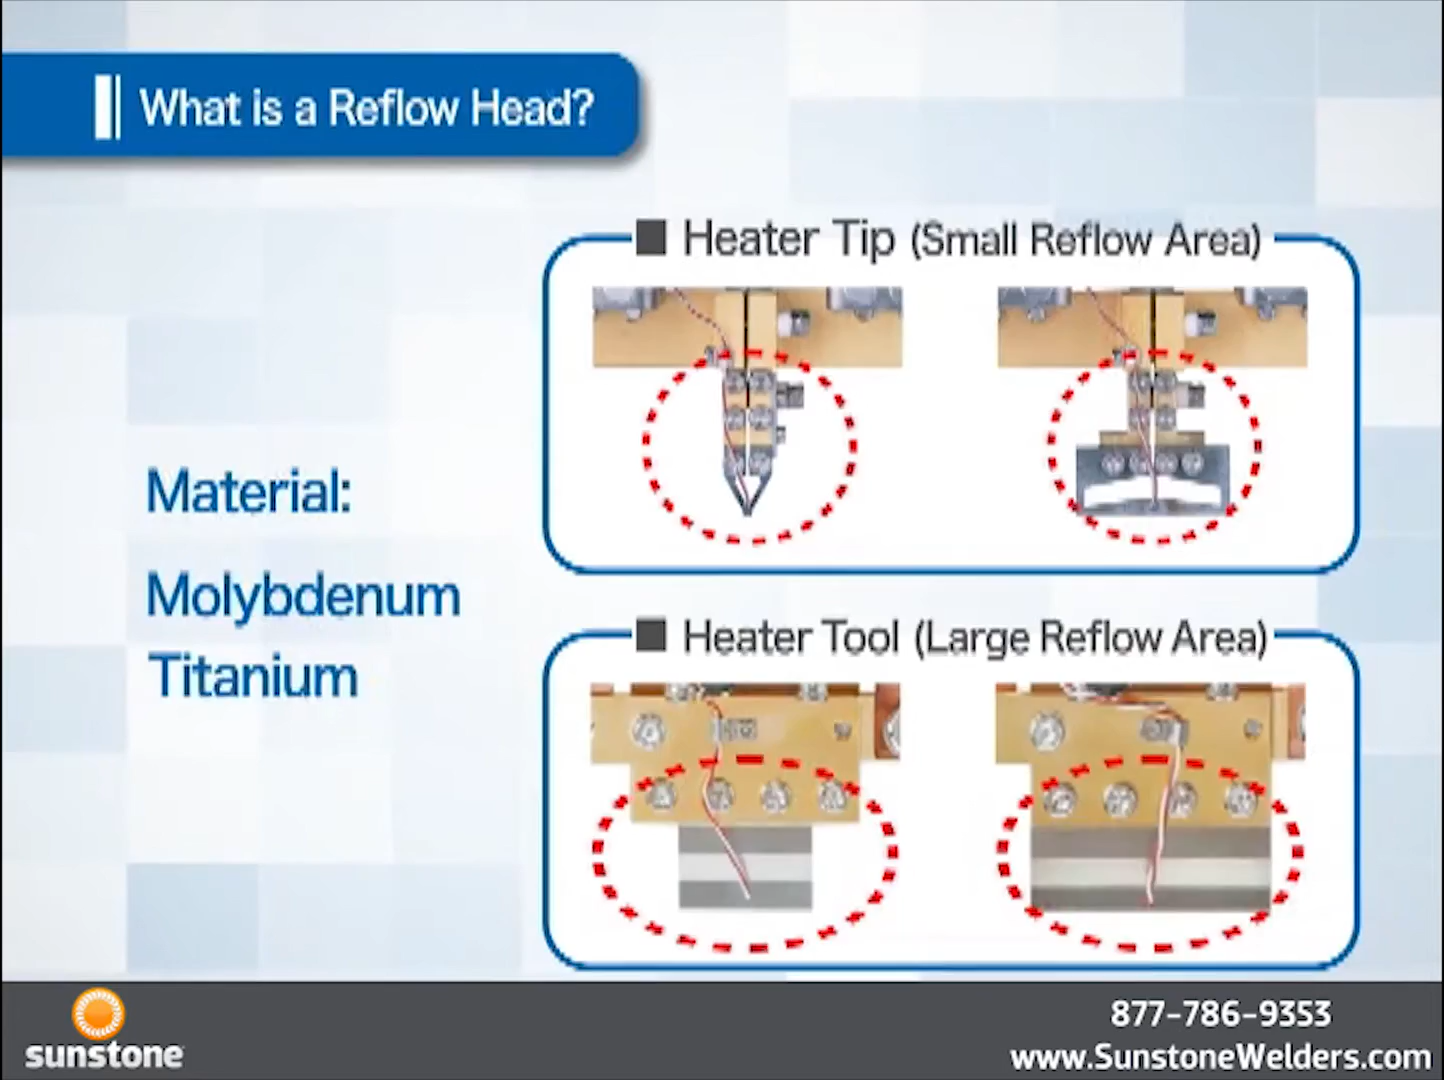 What is a Reflow Head?
Heater Tip (Small Reflow Area)
Material:
Molybdenum
Titanium
Heater Tool (Large Reflow Area)
sunstone
877-786-9353
www.SunstoneWelders.com